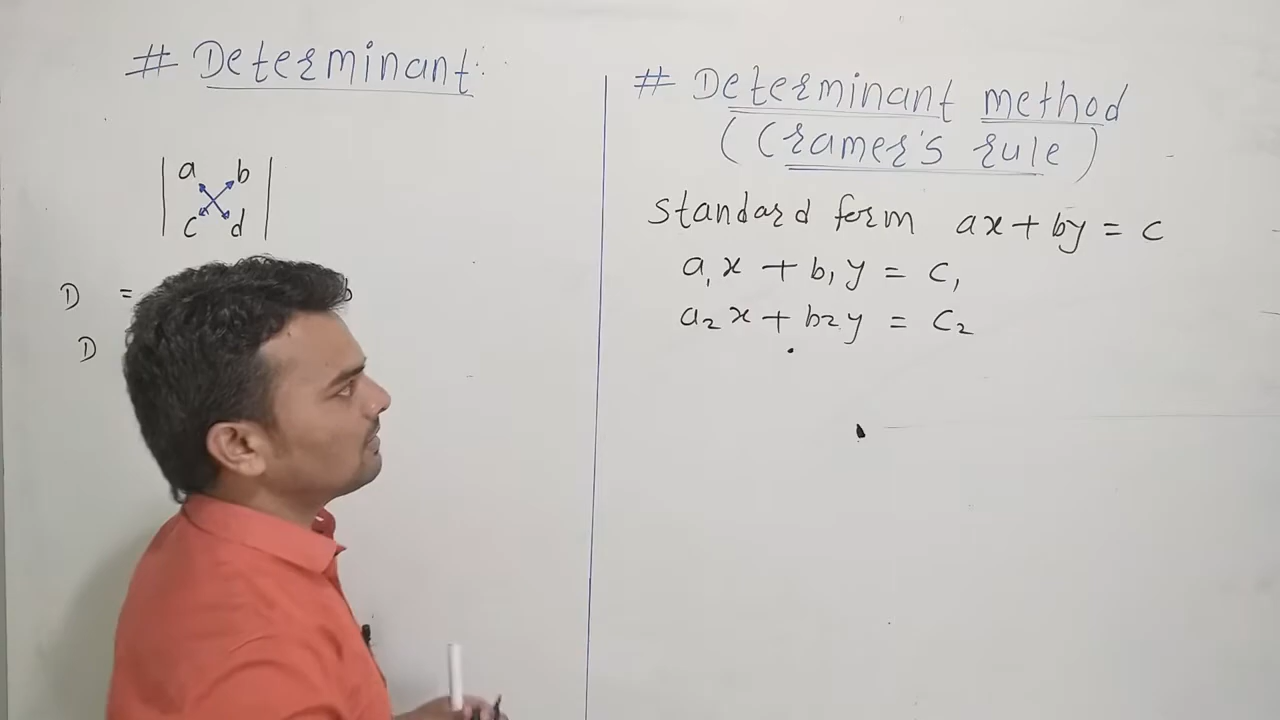 # Determinant:
a b
c d
D = b
D
# Determinant method
(Cramer's rule)
standard form ax + by = c
a₁x + b₁y = c₁
a₂x + b₂y = c₂